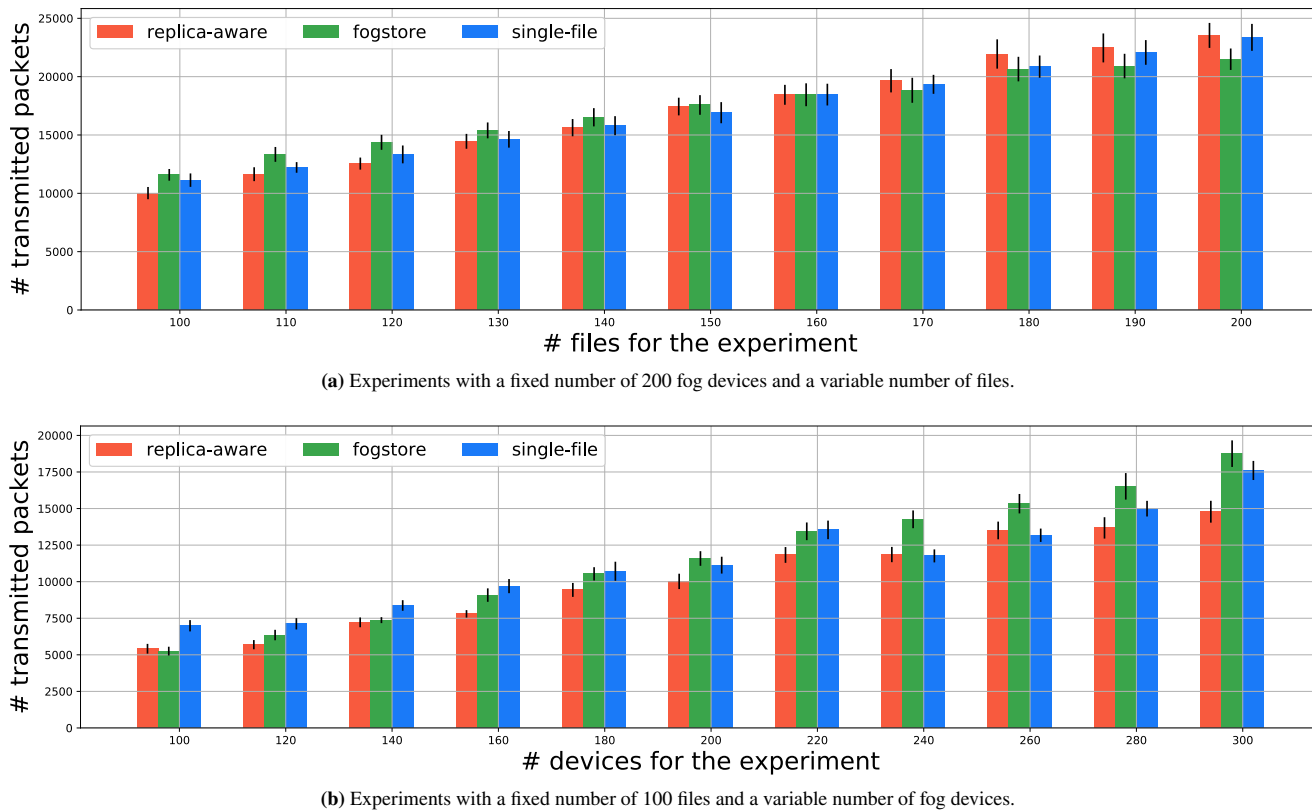 25000
20000
15000
10000
5000
0
# transmitted packets
replica-aware fogstore single-file
100 110 120 130 140 150 160 170 180 190 200
# files for the experiment
(a) Experiments with a fixed number of 200 fog devices and a variable number of files.
20000
17500
15000
12500
10000
7500
5000
2500
0
# transmitted packets
replica-aware fogstore single-file
100 120 140 160 180 200 220 240 260 280 300
# devices for the experiment
(b) Experiments with a fixed number of 100 files and a variable number of fog devices.